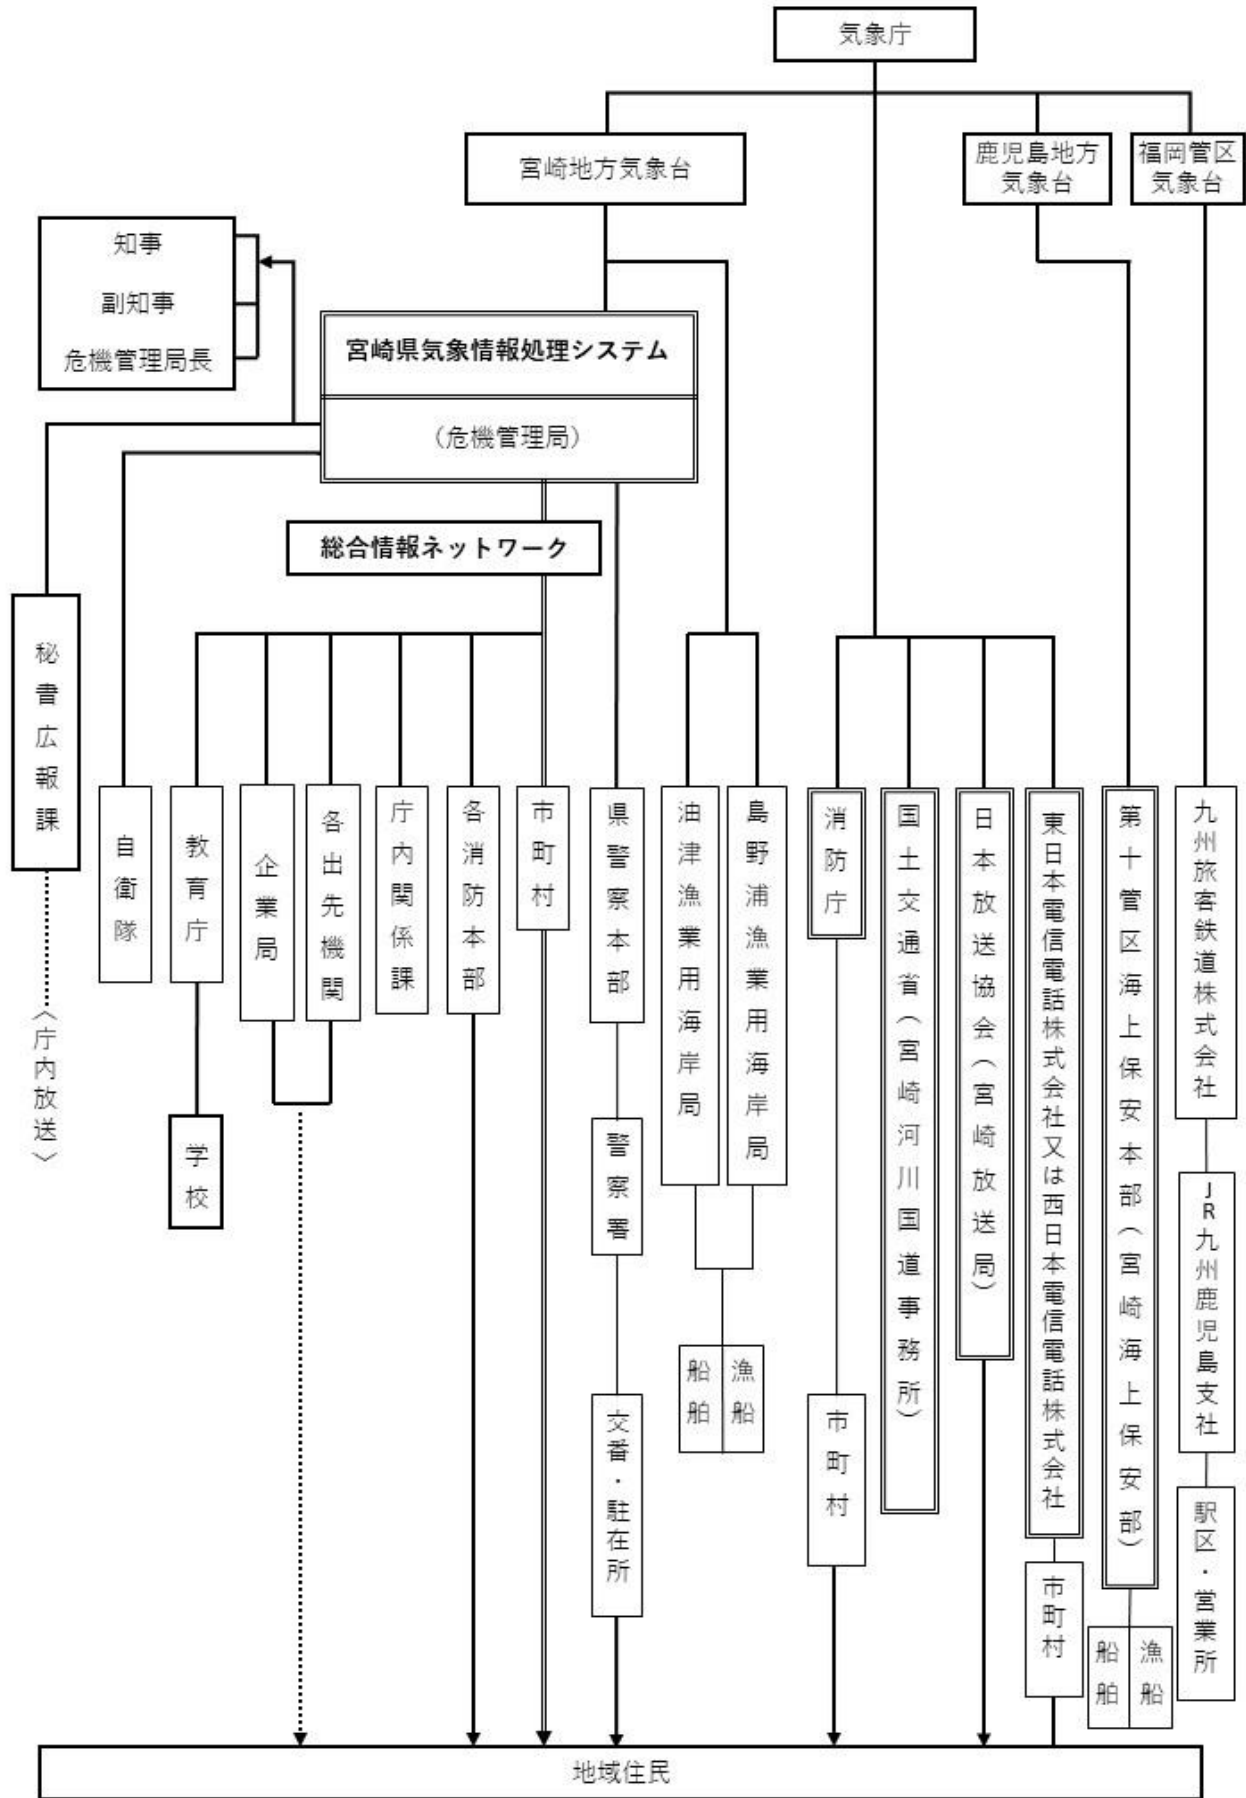 気象庁
宮崎地方気象台
鹿児島地方
気象台
福岡管区
気象台
知事
副知事
危機管理局長
宮崎県気象情報処理システム
（危機管理局）
総合情報ネットワーク
秘書広報課
〈庁内放送〉
自衛隊
教育庁
学校
企業局
各出先機関
庁内関係課
各消防本部
市町村
県警察本部
警察署
交番・駐在所
油津漁業用海岸局
島野浦漁業用海岸局
船舶
漁船
消防庁
市町村
国土交通省（宮崎河川国道事務所）
日本放送協会（宮崎放送局）
東日本電信電話株式会社又は西日本電信電話株式会社
市町村
第十管区海上保安本部（宮崎海上保安部）
船舶
漁船
九州旅客鉄道株式会社
JR九州鹿児島支社
駅区・営業所
地域住民